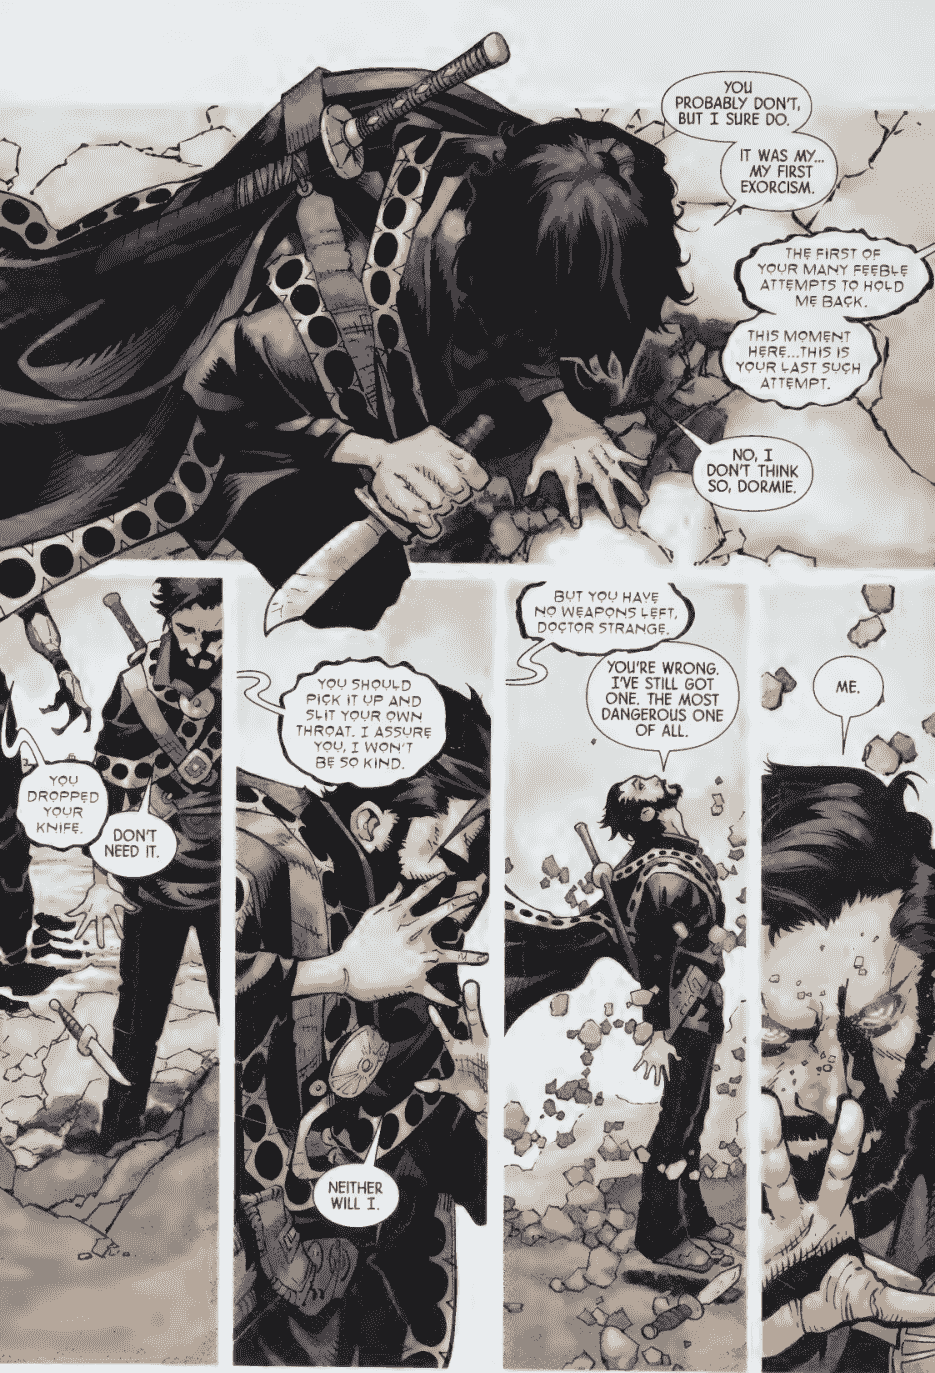 YOU
PROBABLY DON'T,
BUT I SURE DO.
IT WAS MY...
MY FIRST
EXORCISM.
THE FIRST OF
YOUR MANY FEEBLE
ATTEMPTS TO HOLD
ME BACK.
THIS MOMENT
HERE...THIS IS
YOUR LAST SUCH
ATTEMPT.
NO, I
DON'T THINK
SO, DORMIE.
YOU
DROPPED
YOUR
KNIFE.
DON'T
NEED IT.
YOU SHOULD
PICK IT UP AND
SLIT YOUR OWN
THROAT. I ASSURE
YOU, I WON'T
BE SO KIND.
NEITHER
WILL I.
BUT YOU HAVE
NO WEAPONS LEFT,
DOCTOR STRANGE.
YOU'RE WRONG.
I'VE STILL GOT
ONE. THE MOST
DANGEROUS ONE
OF ALL.
ME.